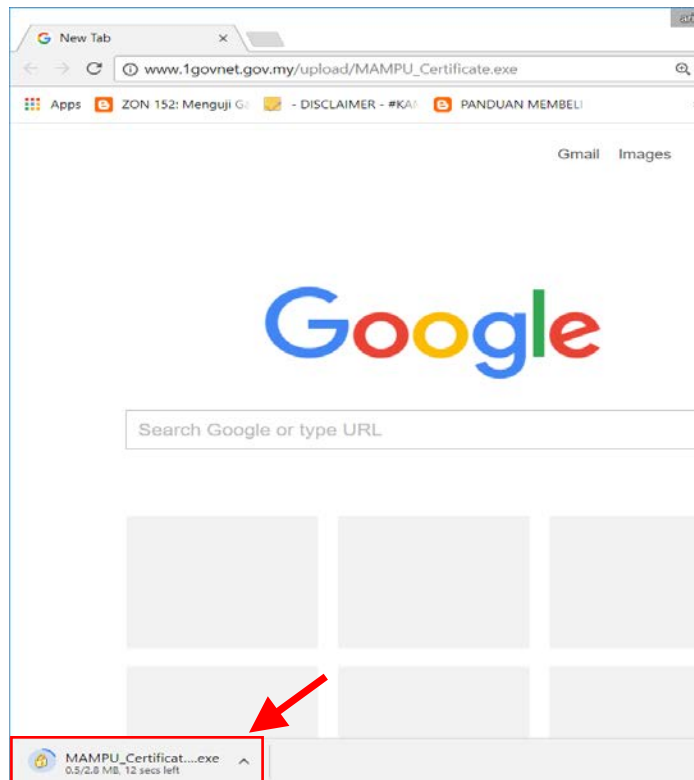 New Tab
www.1govnet.gov.my/upload/MAMPU_Certificate.exe
Apps ZON 152: Menguji G - DISCLAIMER - #KA PANDUAN MEMBELI
Gmail Images
Google
Search Google or type URL
MAMPU_Certificat....exe
0.5/2.8 MB, 12 secs left